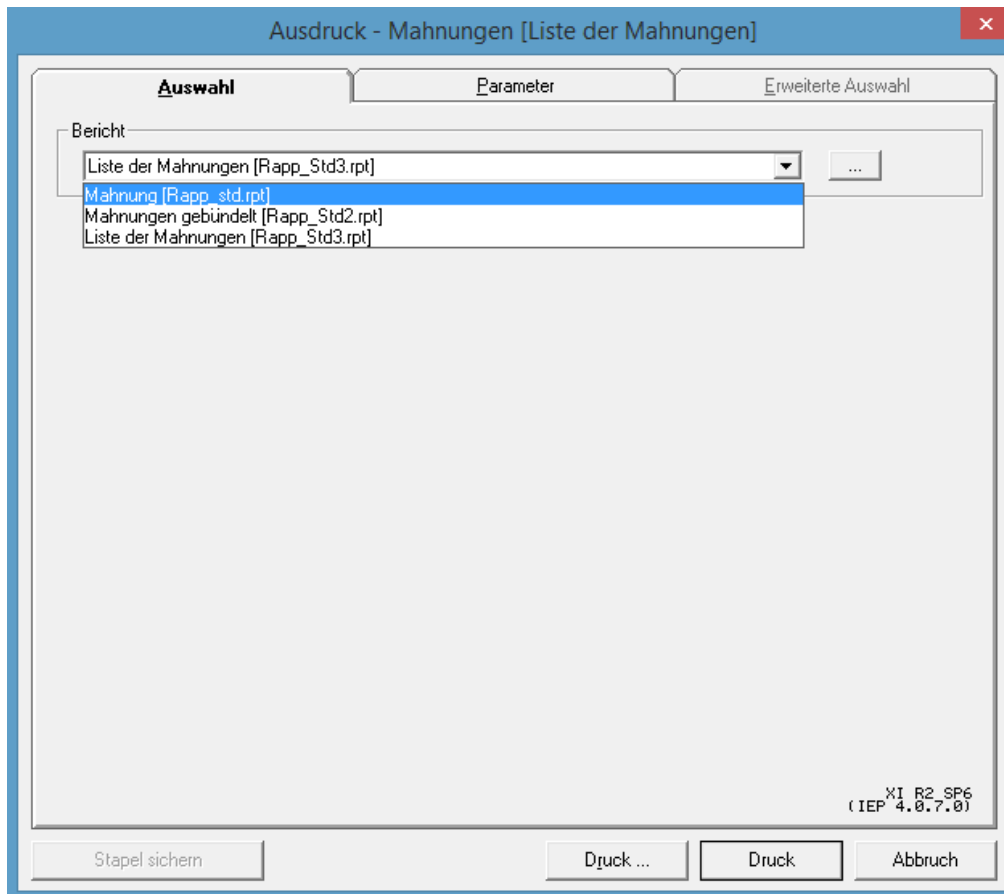 Ausdruck - Mahnungen [Liste der Mahnungen]
Auswahl Parameter Erweiterte Auswahl
Bericht
Liste der Mahnungen [Rapp_Std3.rpt] ...
Mahnung [Rapp_std.rpt]
Mahnungen gebündelt [Rapp_Std2.rpt]
Liste der Mahnungen [Rapp_Std3.rpt]
XI R2 SP6
(IEP 4.0.7.0)
Stapel sichern Druck ... Druck Abbruch